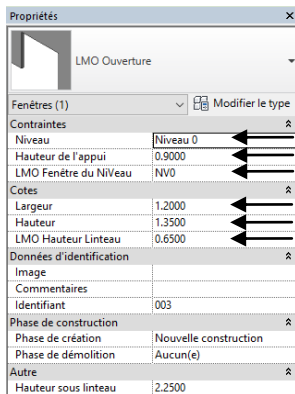 Propriétés
LMO Ouverture
Fenêtres (1)
Modifier le type
Contraintes
Niveau Niveau 0
Hauteur de l'appui 0.9000
LMO Fenêtre du NiVeau NV0
Cotes
Largeur 1.2000
Hauteur 1.3500
LMO Hauteur Linteau 0.6500
Données d'identification
Image
Commentaires
Identifiant 003
Phase de construction
Phase de création Nouvelle construction
Phase de démolition Aucun(e)
Autre
Hauteur sous linteau 2.2500